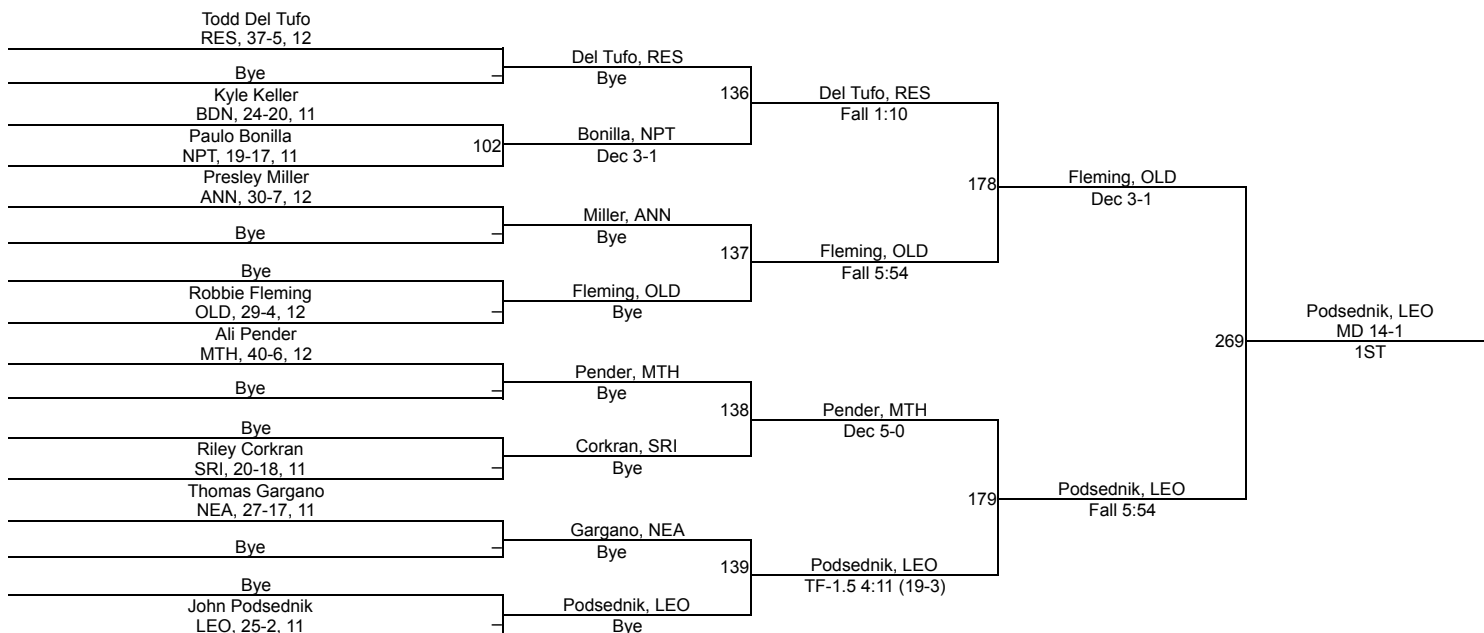 Todd Del Tufo
RES, 37-5, 12
Bye
–
Kyle Keller
BDN, 24-20, 11
Paulo Bonilla
NPT, 19-17, 11
102
Presley Miller
ANN, 30-7, 12
Bye
–
Bye
Robbie Fleming
OLD, 29-4, 12
–
Ali Pender
MTH, 40-6, 12
Bye
–
Bye
Riley Corkran
SRI, 20-18, 11
–
Thomas Gargano
NEA, 27-17, 11
Bye
–
Bye
John Podsednik
LEO, 25-2, 11
–
Del Tufo, RES
Bye
136
Bonilla, NPT
Dec 3-1
Miller, ANN
Bye
137
Fleming, OLD
Bye
Pender, MTH
Bye
138
Corkran, SRI
Bye
Gargano, NEA
Bye
139
Podsednik, LEO
Bye
Del Tufo, RES
Fall 1:10
178
Fleming, OLD
Fall 5:54
Pender, MTH
Dec 5-0
179
Podsednik, LEO
TF-1.5 4:11 (19-3)
Fleming, OLD
Dec 3-1
269
Podsednik, LEO
Fall 5:54
Podsednik, LEO
MD 14-1
1ST